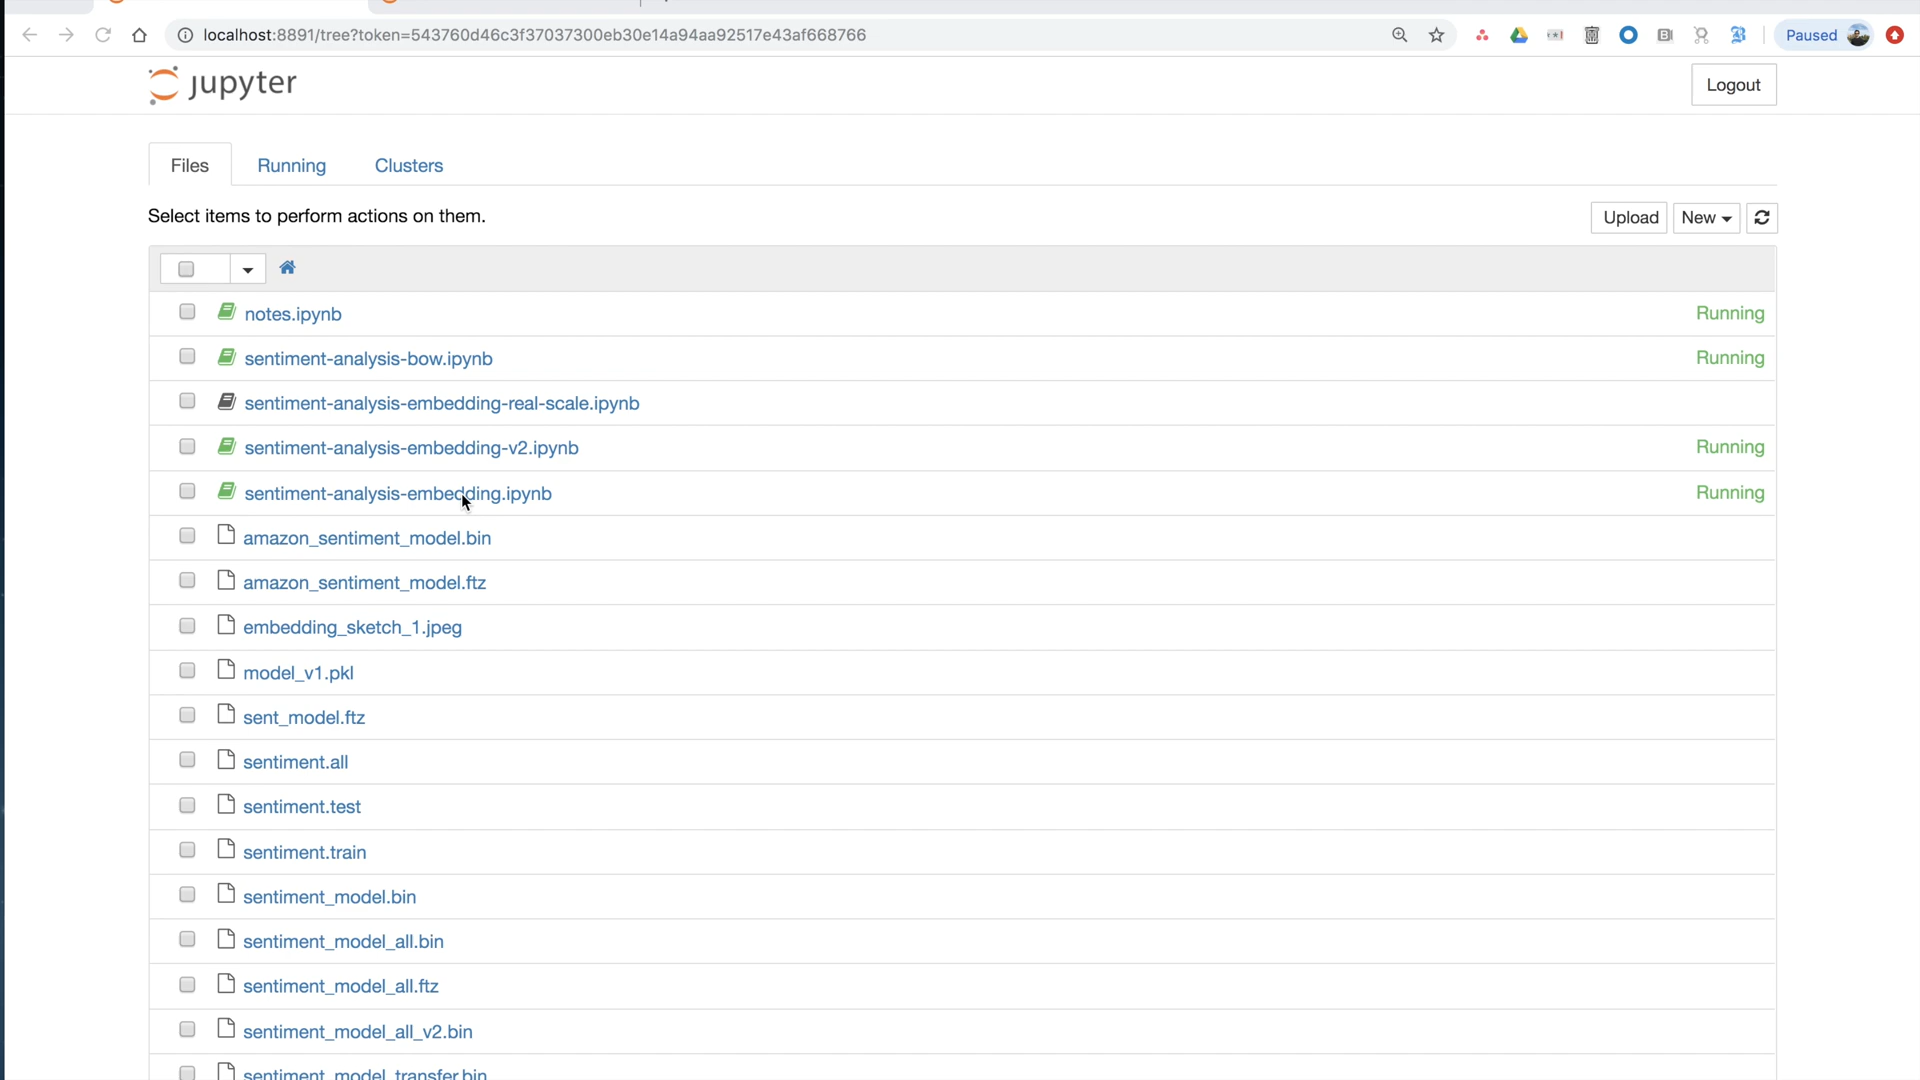 localhost:8891/tree?token=543760d46c3f37037300eb30e14a94aa92517e43af668766
Paused
jupyter
Logout
Files
Running
Clusters
Select items to perform actions on them.
Upload
New
notes.ipynb
Running
sentiment-analysis-bow.ipynb
Running
sentiment-analysis-embedding-real-scale.ipynb
sentiment-analysis-embedding-v2.ipynb
Running
sentiment-analysis-embedding.ipynb
Running
amazon_sentiment_model.bin
amazon_sentiment_model.ftz
embedding_sketch_1.jpeg
model_v1.pkl
sent_model.ftz
sentiment.all
sentiment.test
sentiment.train
sentiment_model.bin
sentiment_model_all.bin
sentiment_model_all.ftz
sentiment_model_all_v2.bin
sentiment_model_transfer.bin